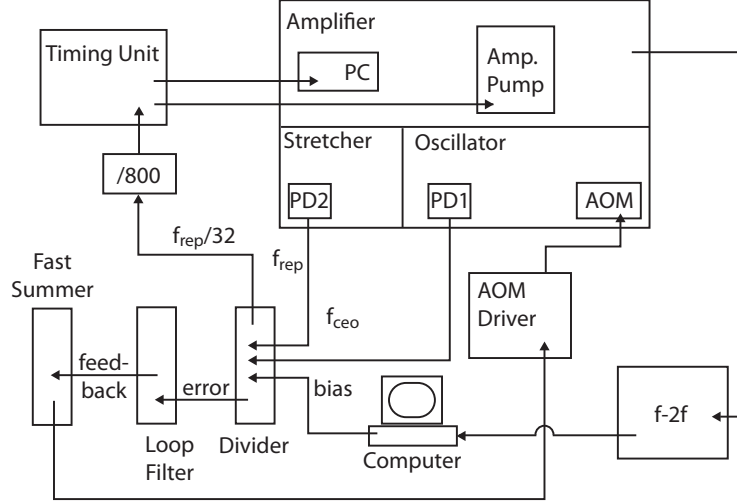 Amplifier
Timing Unit
PC
Amp.
Pump
Stretcher
Oscillator
/800
PD2
PD1
AOM
f_rep/32
f_rep
Fast
Summer
AOM
Driver
f_ceo
feed-
back
error
bias
f-2f
Loop
Filter
Divider
Computer